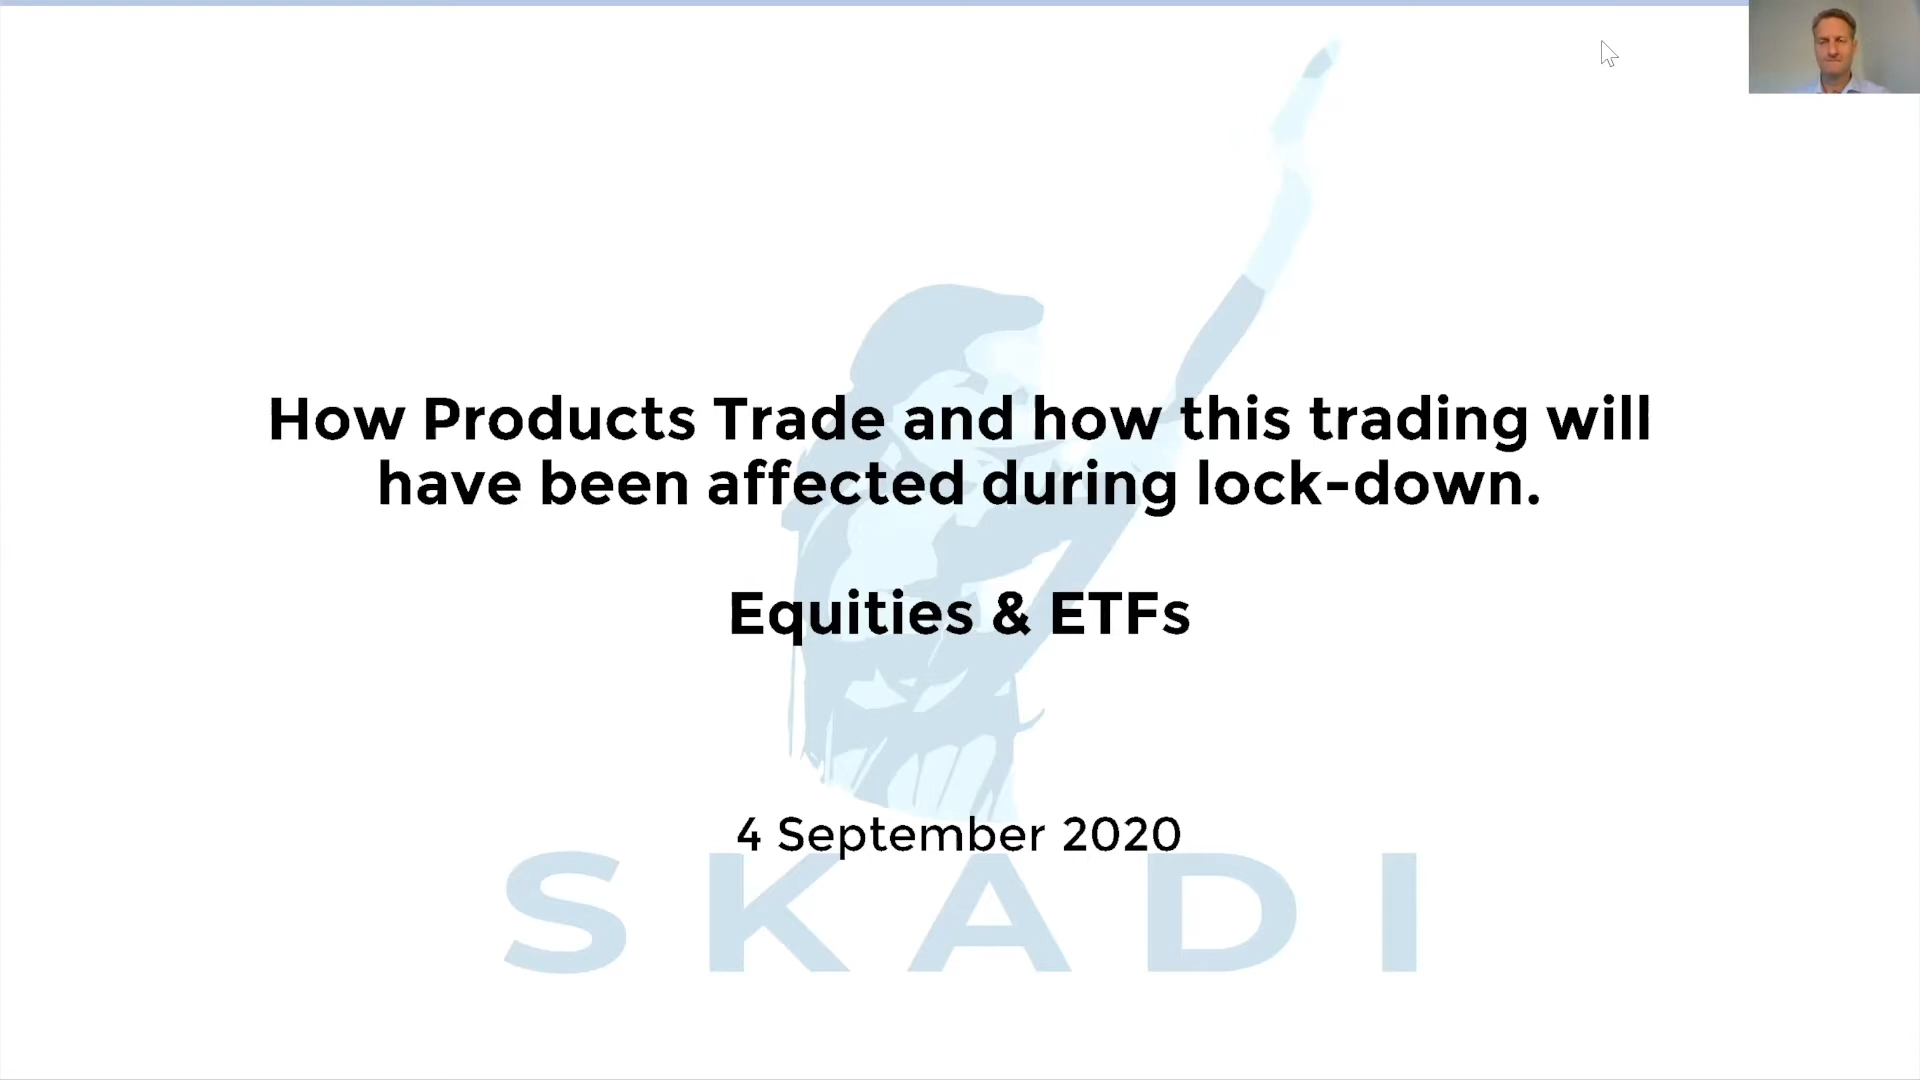 How Products Trade and how this trading will
have been affected during lock-down.
Equities & ETFs
4 September 2020
SKADI